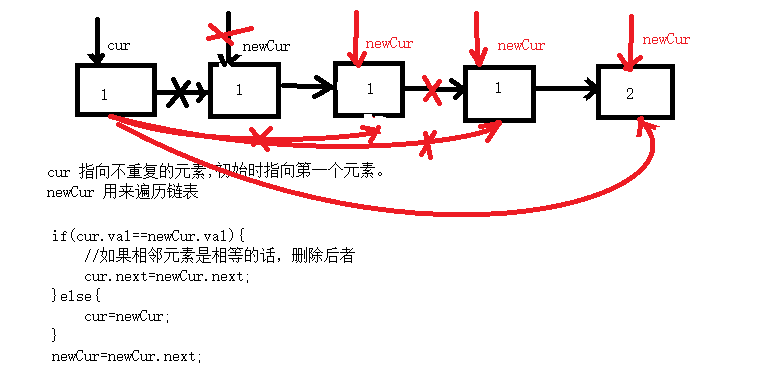 cur
newCur
newCur
newCur
newCur
1
1
1
1
2
cur 指向不重复的元素,初始时指向第一个元素。
newCur 用来遍历链表
if(cur.val==newCur.val){
//如果相邻元素是相等的话，删除后者
cur.next=newCur.next;
}else{
cur=newCur;
}
newCur=newCur.next;